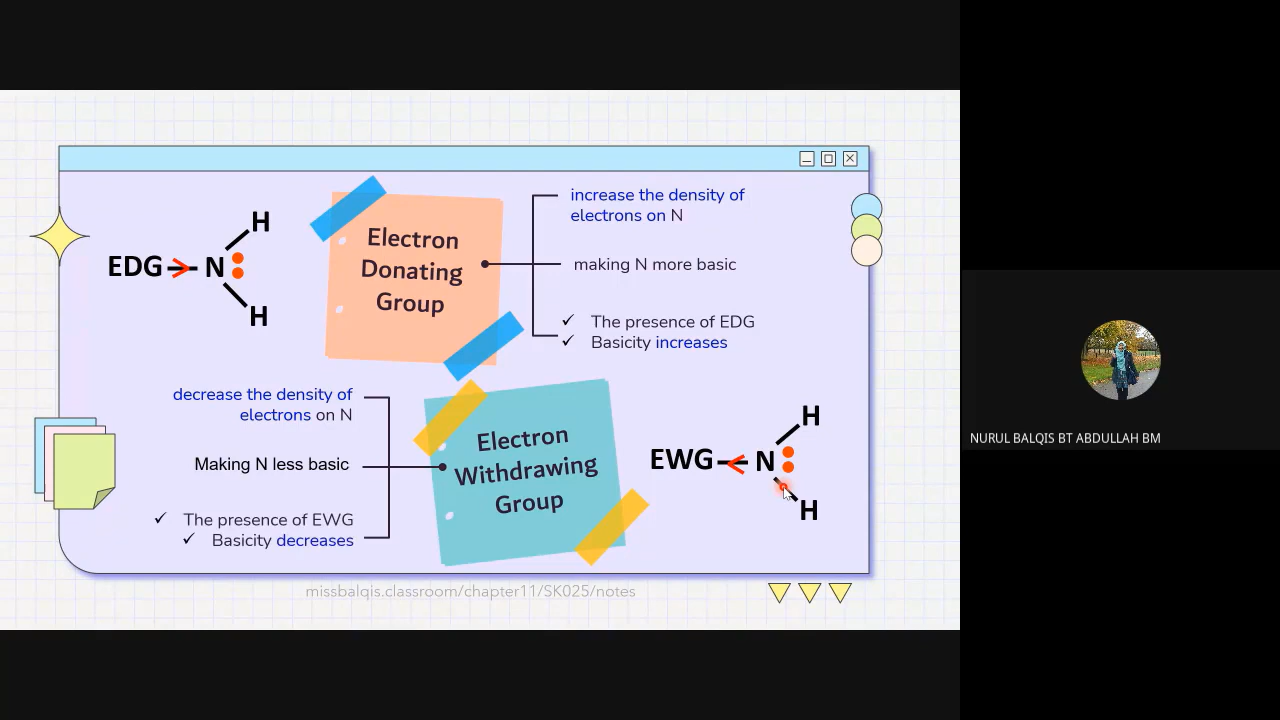 H
EDG
N
H
Electron
Donating
Group
increase the density of
electrons on N
making N more basic
✓ The presence of EDG
✓ Basicity increases
decrease the density of
electrons on N
Making N less basic
✓ The presence of EWG
✓ Basicity decreases
Electron
Withdrawing
Group
H
EWG
N
H
missbalqis.classroom/chapter11/SK025/notes
NURUL BALQIS BT ABDULLAH BM